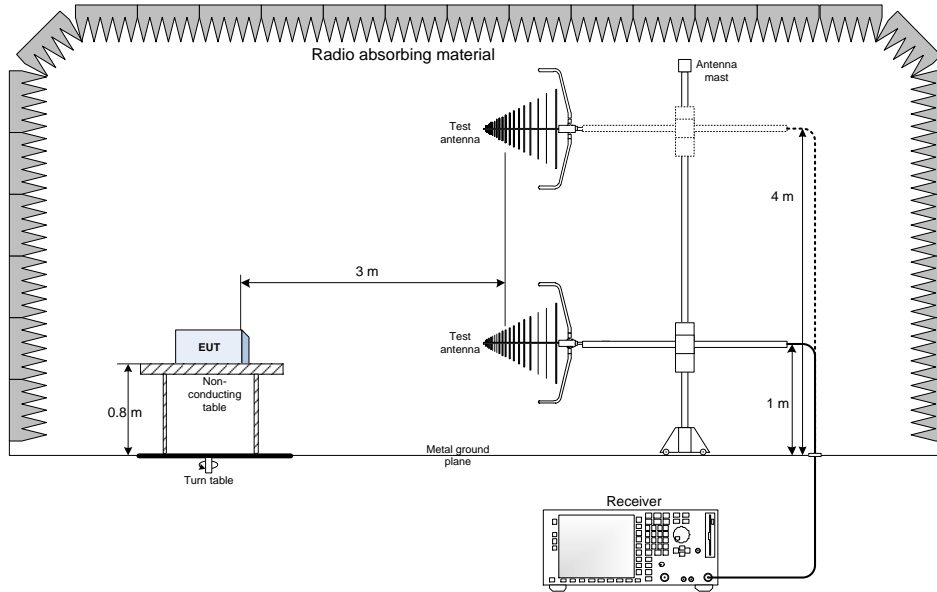 Radio absorbing material
Antenna
mast
Test
antenna
4 m
3 m
EUT
Test
antenna
Non-
conducting
table
0.8 m
1 m
Metal ground
plane
Turn table
Receiver